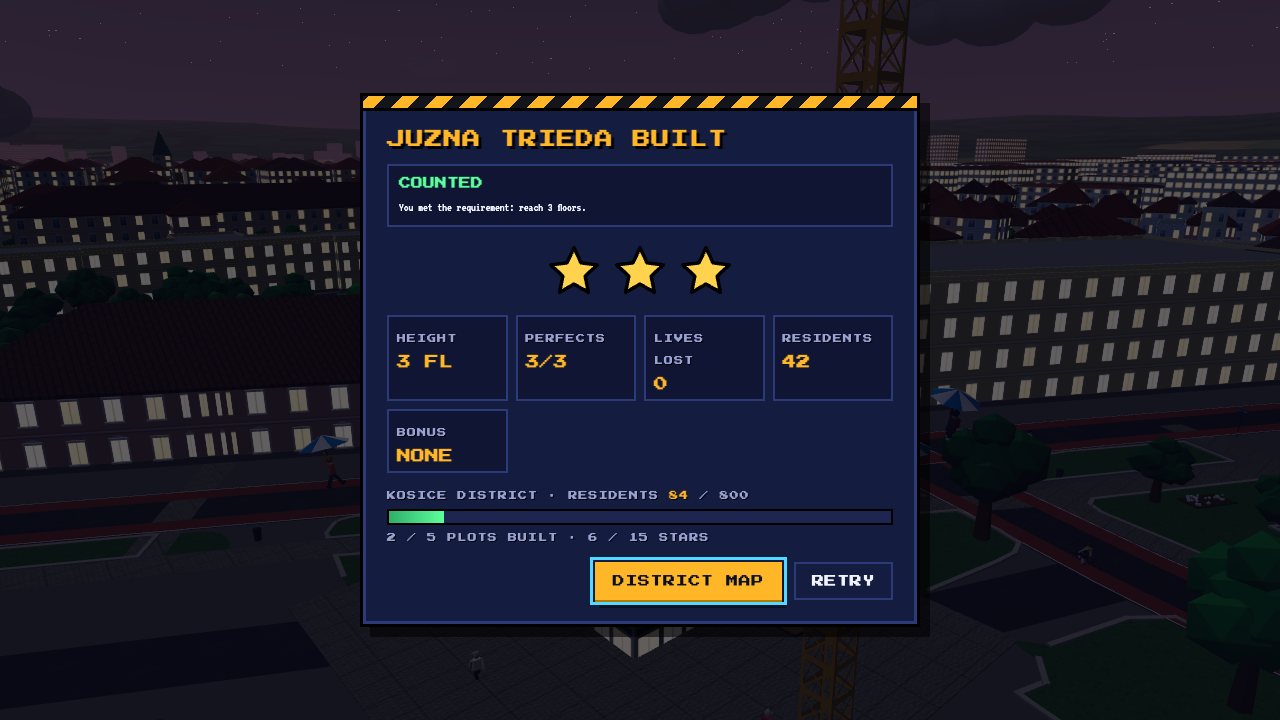 JUZNA TRIEDA BUILT
COUNTED
You met the requirement: reach 3 floors.
HEIGHT
3 FL
PERFECTS
3/3
LIVES
LOST
0
RESIDENTS
42
BONUS
NONE
KOSICE DISTRICT · RESIDENTS 84 / 800
2 / 5 PLOTS BUILT · 6 / 15 STARS
DISTRICT MAP
RETRY